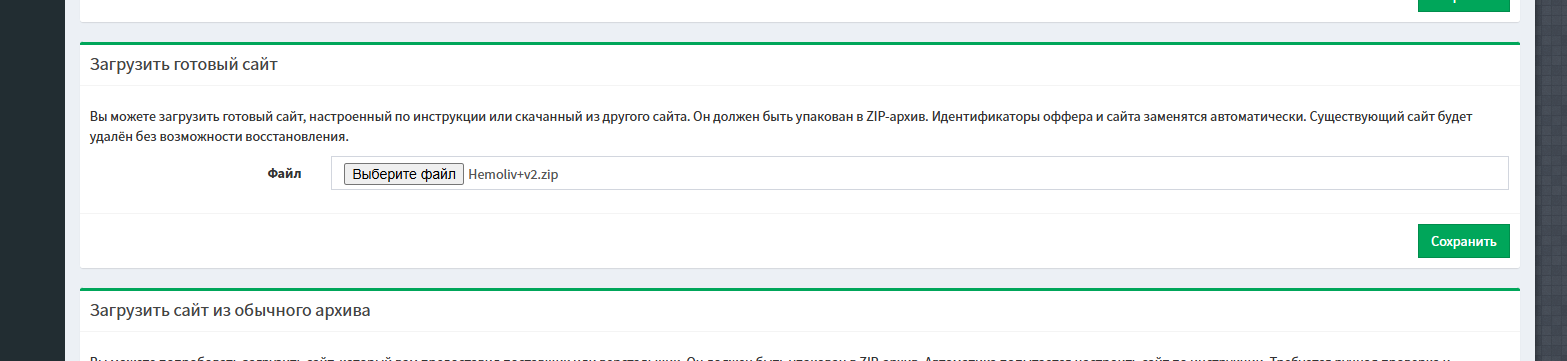 Загрузить готовый сайт
Вы можете загрузить готовый сайт, настроенный по инструкции или скачанный из другого сайта. Он должен быть упакован в ZIP-архив. Идентификаторы оффера и сайта заменятся автоматически. Существующий сайт будет
удалён без возможности восстановления.
Файл Выберите файл Hemoliv+v2.zip
Сохранить
Загрузить сайт из обычного архива